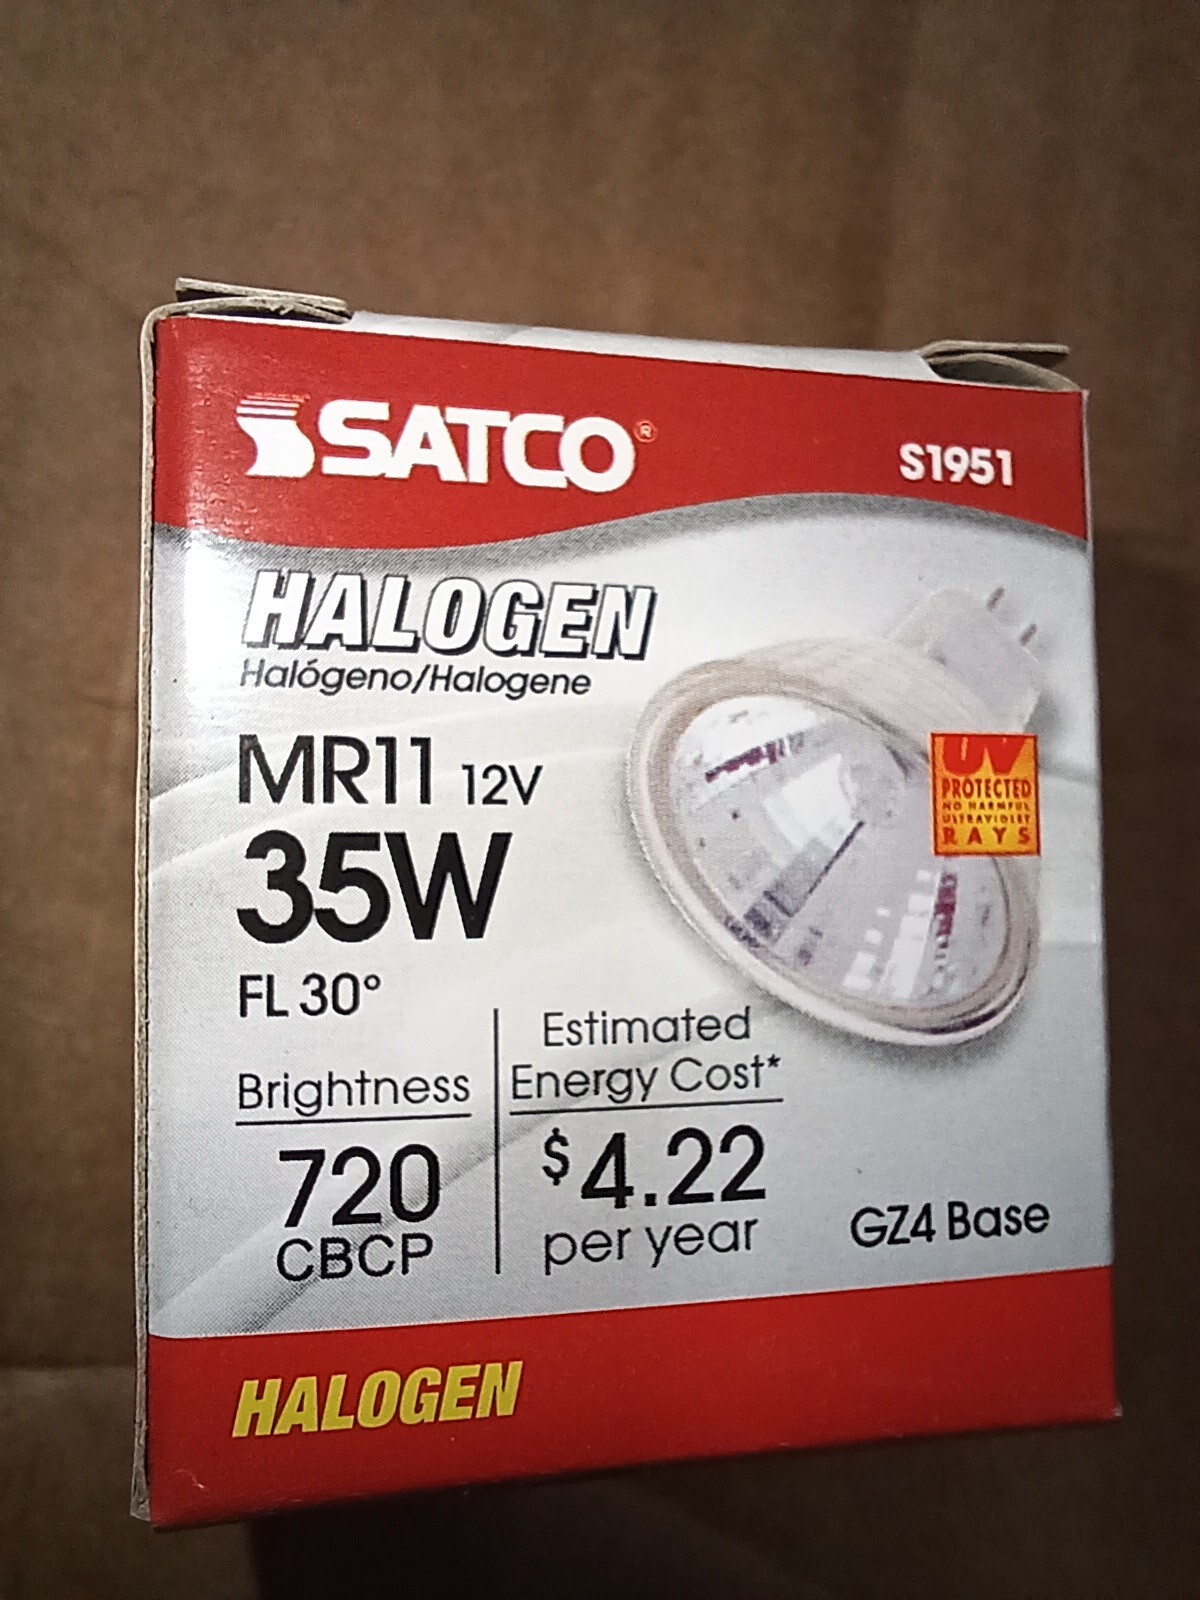 SATCO®
S1951
HALOGEN
Halógeno/Halogene
MR11 12V
35W
FL 30°
UV
PROTECTED
NO HARMFUL
ULTRAVIOLET
RAYS
Brightness
720
CBCP
Estimated
Energy Cost*
$4.22
per year
GZ4 Base
HALOGEN